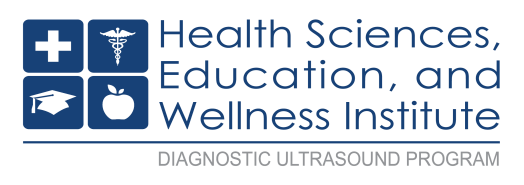 Health Sciences,
Education, and
Wellness Institute
DIAGNOSTIC ULTRASOUND PROGRAM